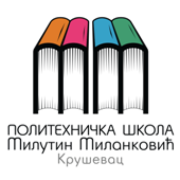 ПОЛИТЕХНИЧКА ШКОЛА
Милутин Миланковић
Крушевац